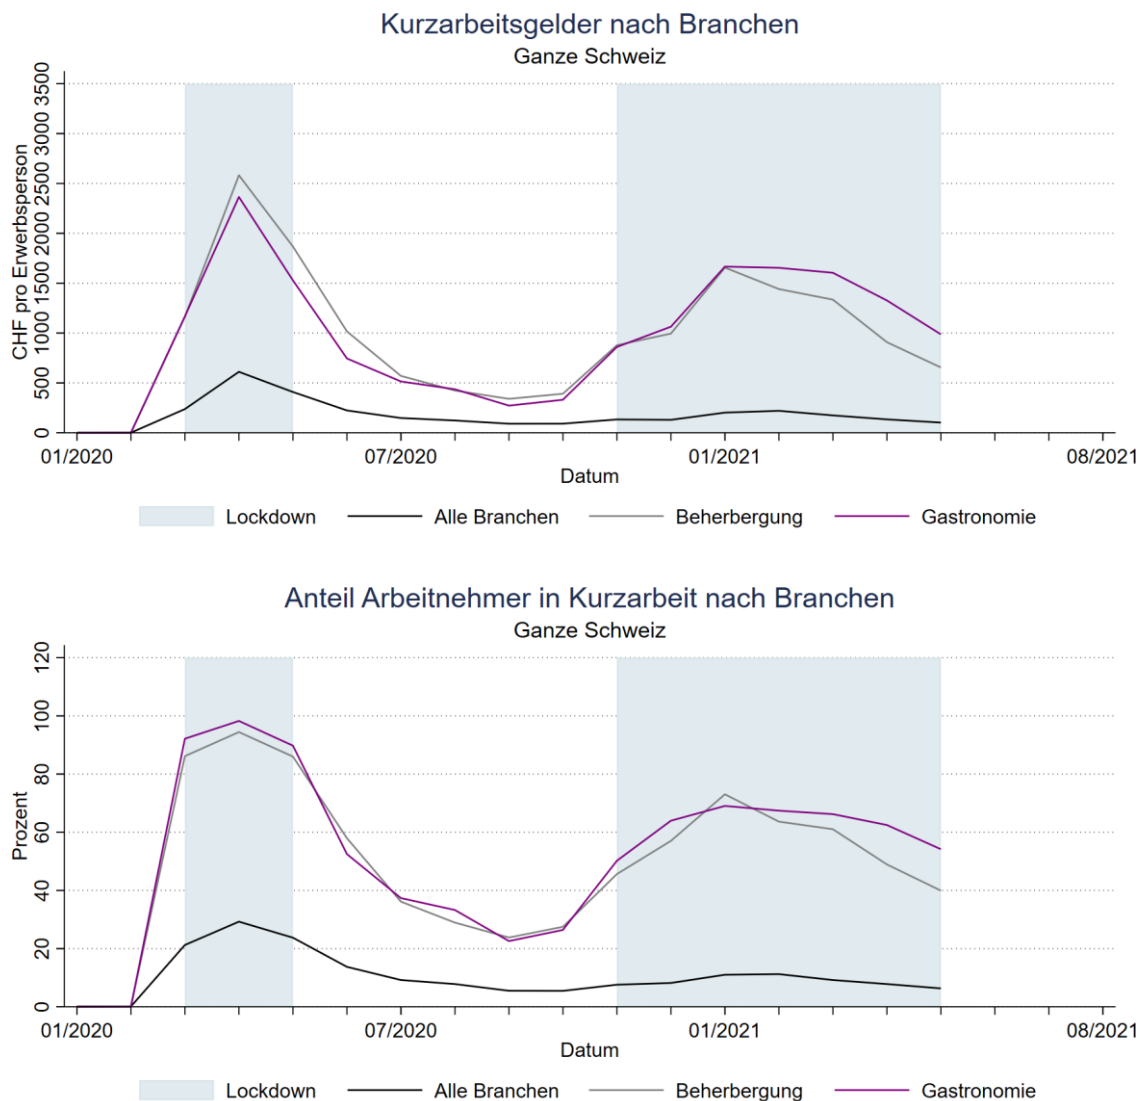 Kurzarbeitsgelder nach Branchen
Ganze Schweiz
CHF pro Erwerbsperson
0 500 1000 1500 2000 2500 3000 3500
01/2020 07/2020 01/2021 08/2021
Datum
Lockdown Alle Branchen Beherbergung Gastronomie
Anteil Arbeitnehmer in Kurzarbeit nach Branchen
Ganze Schweiz
Prozent
0 20 40 60 80 100 120
01/2020 07/2020 01/2021 08/2021
Datum
Lockdown Alle Branchen Beherbergung Gastronomie